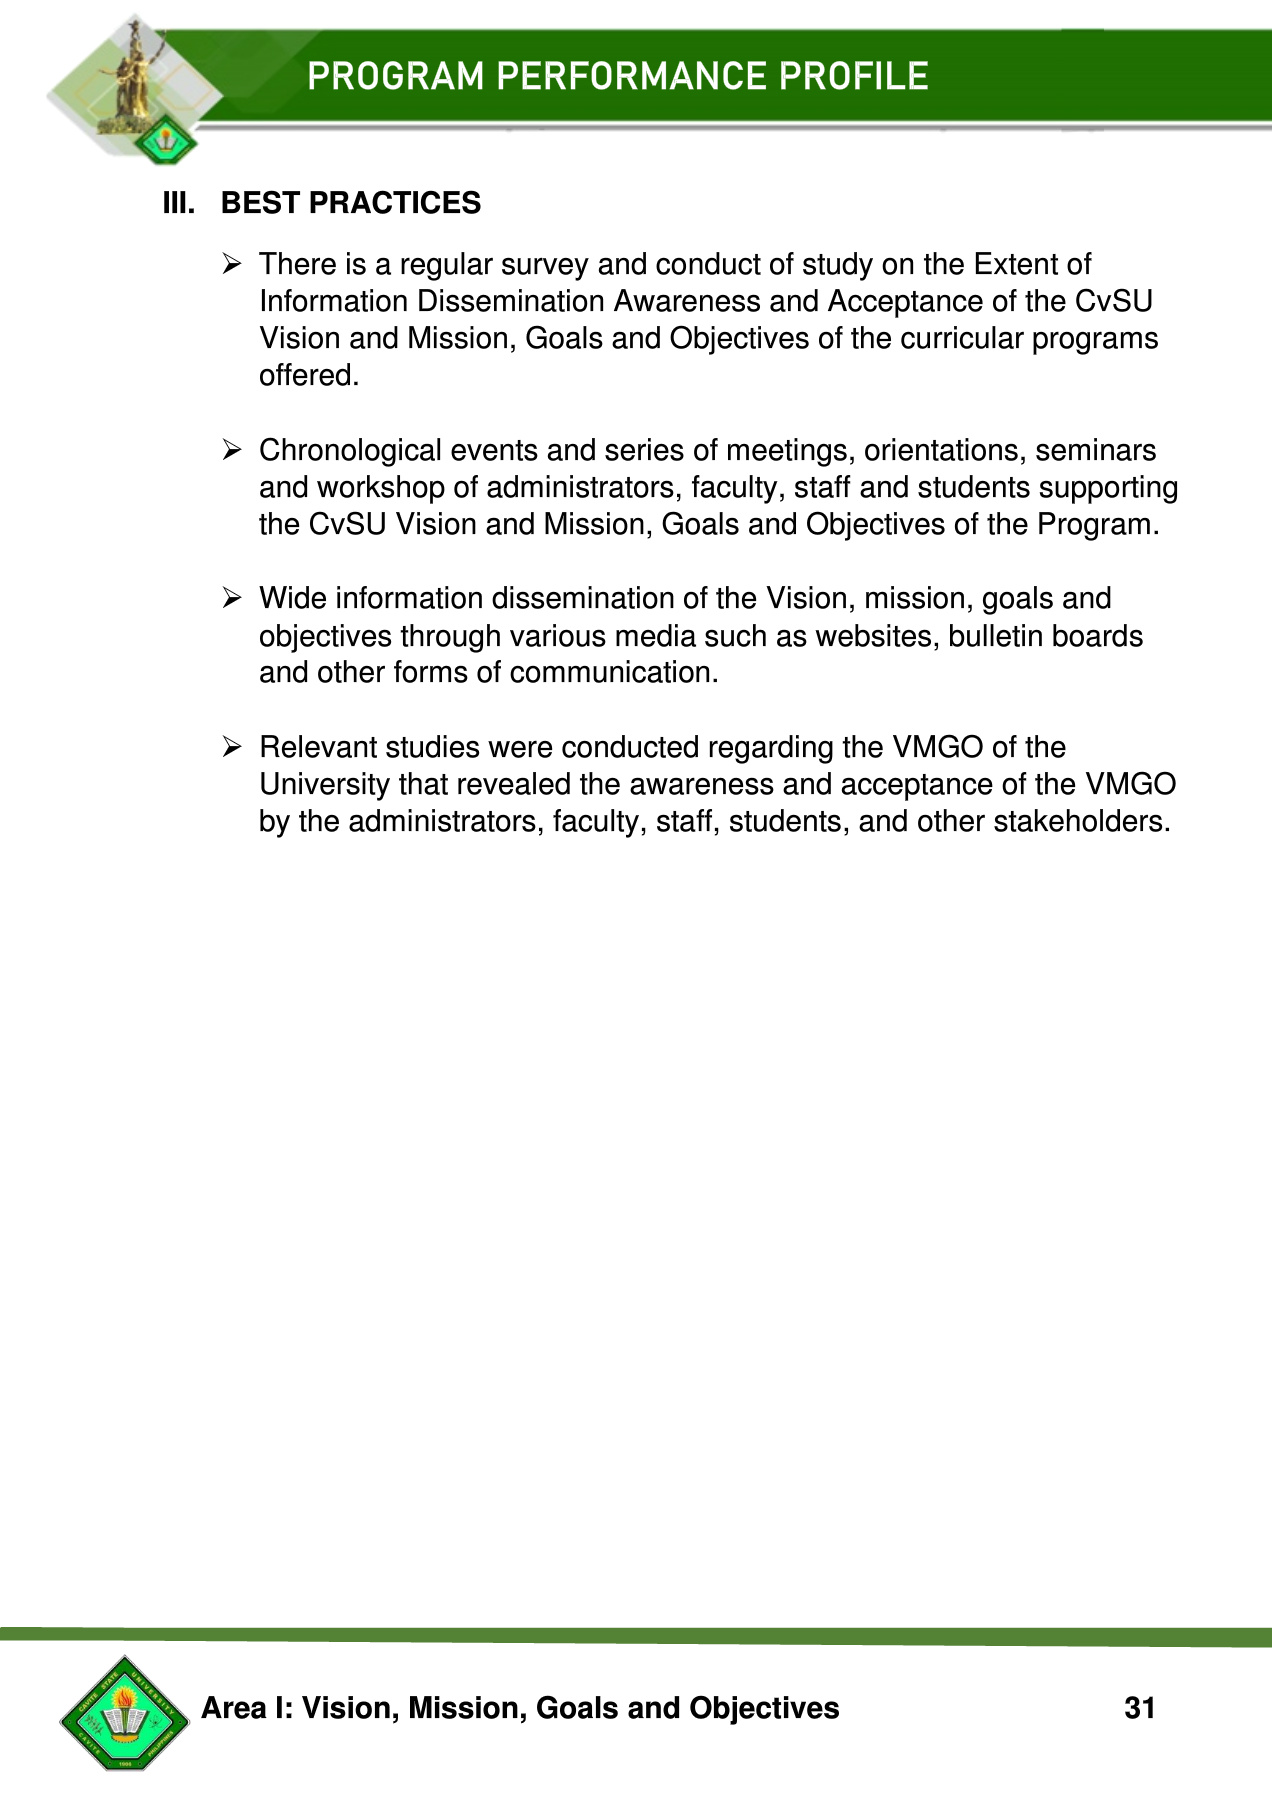 PROGRAM PERFORMANCE PROFILE
III. BEST PRACTICES
➢ There is a regular survey and conduct of study on the Extent of
Information Dissemination Awareness and Acceptance of the CvSU
Vision and Mission, Goals and Objectives of the curricular programs
offered.
➢ Chronological events and series of meetings, orientations, seminars
and workshop of administrators, faculty, staff and students supporting
the CvSU Vision and Mission, Goals and Objectives of the Program.
➢ Wide information dissemination of the Vision, mission, goals and
objectives through various media such as websites, bulletin boards
and other forms of communication.
➢ Relevant studies were conducted regarding the VMGO of the
University that revealed the awareness and acceptance of the VMGO
by the administrators, faculty, staff, students, and other stakeholders.
CAVITE STATE UNIVERSITY
CAVITE PHILIPPINES
1906
Area I: Vision, Mission, Goals and Objectives 31